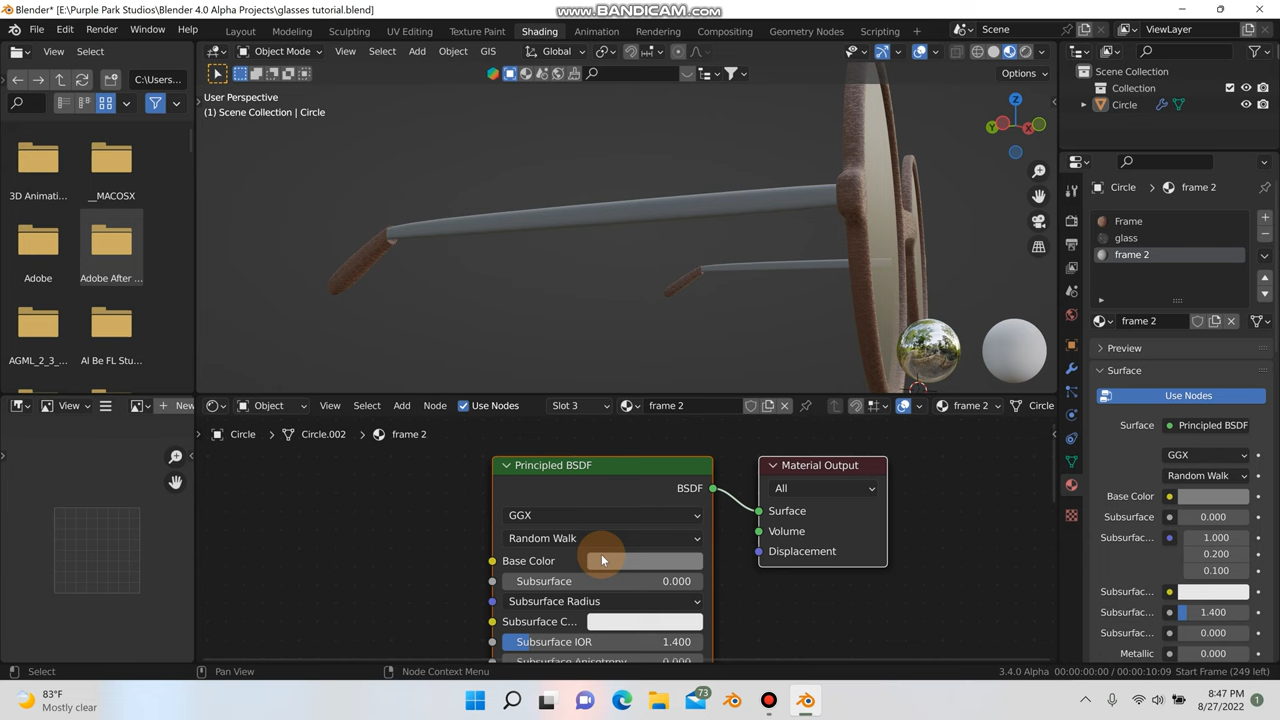 Blender* [E:\Purple Park Studios\Blender 4.0 Alpha Projects\glasses tutorial.blend]
www.BANDICAM.com
File Edit Render Window Help Layout Modeling Sculpting UV Editing Texture Paint Shading Animation Rendering Compositing Geometry Nodes Scripting Scene ViewLayer
View Select Object Mode View Select Add Object GIS Global
C:\Users... Options
User Perspective
(1) Scene Collection | Circle
Scene Collection
Collection
Circle
Z
Y
X
3D Animati... __MACOSX
Adobe Adobe After ...
AGML_2_3_... AI Be FL Stu...
Circle frame 2
Frame
glass
frame 2
frame 2
Preview
Surface
Use Nodes
Surface Principled BSDF
GGX
Random Walk
Base Color
Subsurface 0.000
Subsurf... 1.000
0.200
0.100
Subsurfac...
Subsurfac... 1.400
Subsurfac... 0.000
Metallic 0.000
View New Object View Select Add Node Use Nodes Slot 3 frame 2 frame 2 Circle
Circle Circle.002 frame 2
Principled BSDF
BSDF
GGX
Random Walk
Base Color
Subsurface 0.000
Subsurface Radius
Subsurface C...
Subsurface IOR 1.400
Subsurface Anisotropy 0.000
Material Output
All
Surface
Volume
Displacement
Select Pan View Node Context Menu 3.4.0 Alpha 00:00:00:00 / 00:00:10:09 Start Frame (249 left)
83°F
Mostly clear
73
8:47 PM
8/27/2022
1